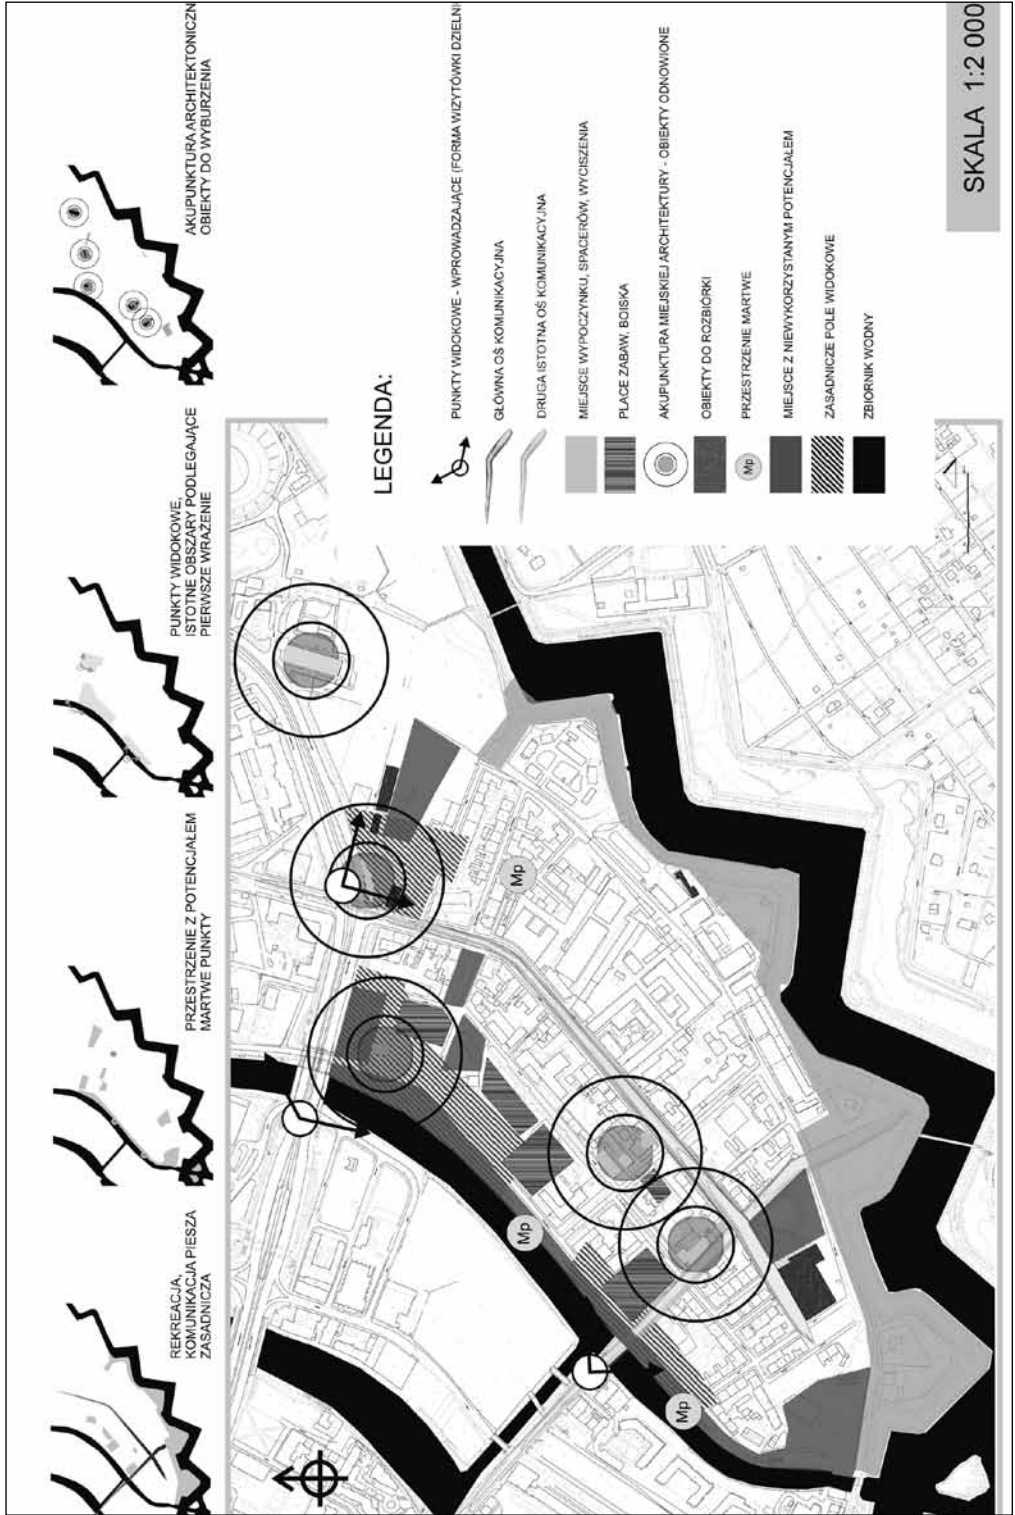 REKREACJA,
KOMUNIKACJA PIESZA
ZASADNICZA
PRZESTRZENIE Z POTENCJAŁEM
MARTWE PUNKTY
PUNKTY WIDOKOWE,
ISTOTNE OBSZARY PODLEGAJĄCE
PIERWSZE WRAŻENIE
AKUPUNKTURA ARCHITEKTONICZN
OBIEKTY DO WYBURZENIA
Mp
Mp
Mp
LEGENDA:
PUNKTY WIDOKOWE - WPROWADZAJĄCE (FORMA WIZYTÓWKI DZIELNI
GŁÓWNA OŚ KOMUNIKACYJNA
DRUGA ISTOTNA OŚ KOMUNIKACYJNA
MIEJSCE WYPOCZYNKU, SPACERÓW, WYCISZENIA
PLACE ZABAW, BOISKA
AKUPUNKTURA MIEJSKIEJ ARCHITEKTURY - OBIEKTY ODNOWIONE
OBIEKTY DO ROZBIÓRKI
Mp PRZESTRZENIE MARTWE
MIEJSCE Z NIEWYKORZYSTANYM POTENCJAŁEM
ZASADNICZE POLE WIDOKOWE
ZBIORNIK WODNY
SKALA 1:2 000